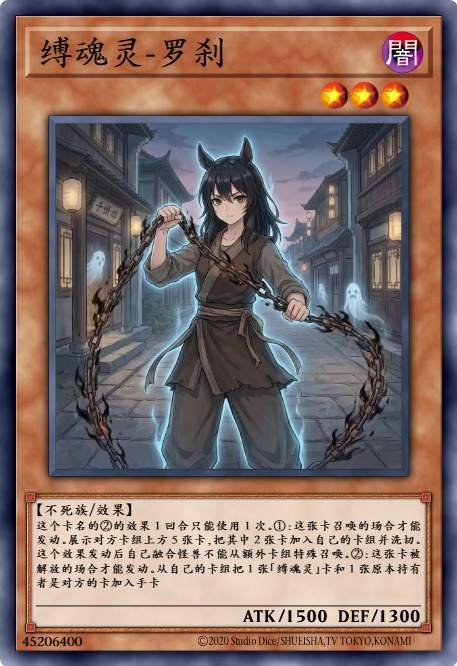 缚魂灵-罗刹
闇
【不死族/效果】
这个卡名的②的效果1回合只能使用1次。①:这张卡召唤的场合才能
发动。展示对方卡组上方5张卡,把其中2张卡加入自己的卡组并洗切。
这个效果发动后自己融合怪兽不能从额外卡组特殊召唤。②:这张卡被
解放的场合才能发动。从自己的卡组把1张「缚魂灵」卡和1张原本持有
者是对方的卡加入手卡
ATK/1500 DEF/1300
45206400
©2020 Studio Dice/SHUEISHA,TV TOKYO,KONAMI